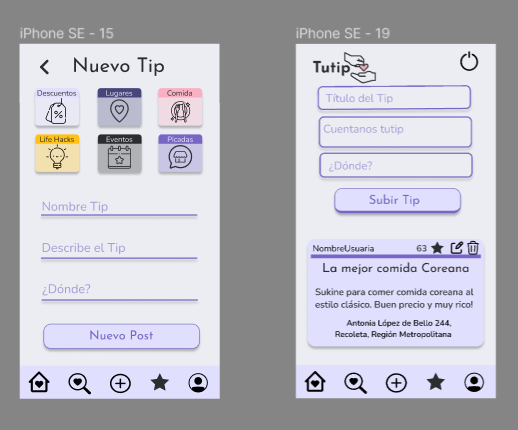 iPhone SE - 15
Nuevo Tip
Descuentos
Lugares
Comida
Life Hacks
Eventos
Picadas
Nombre Tip
Describe el Tip
¿Dónde?
Nuevo Post
iPhone SE - 19
Tutip
Título del Tip
Cuentanos tutip
¿Dónde?
Subir Tip
NombreUsuaria 63
La mejor comida Coreana
Sukine para comer comida coreana al
estilo clásico. Buen precio y muy rico!
Antonia López de Bello 244,
Recoleta, Región Metropolitana